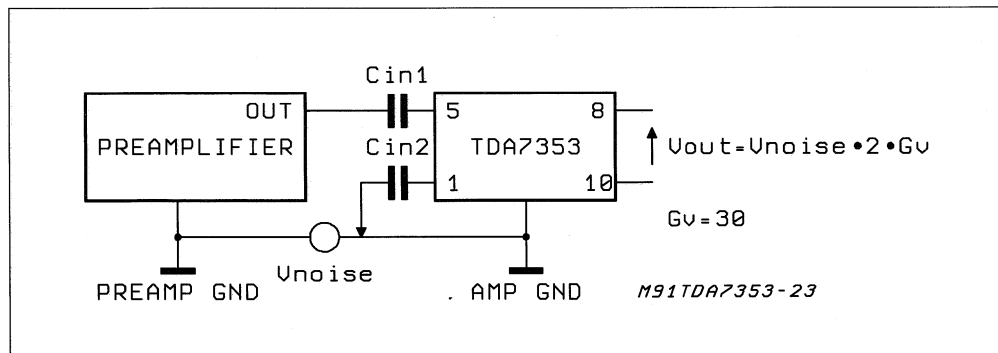 Cin1
OUT
5
8
PREAMPLIFIER
Cin2
TDA7353
Vout=Vnoise•2•Gv
1
10
Gv=30
Vnoise
PREAMP GND
. AMP GND
M91TDA7353-23